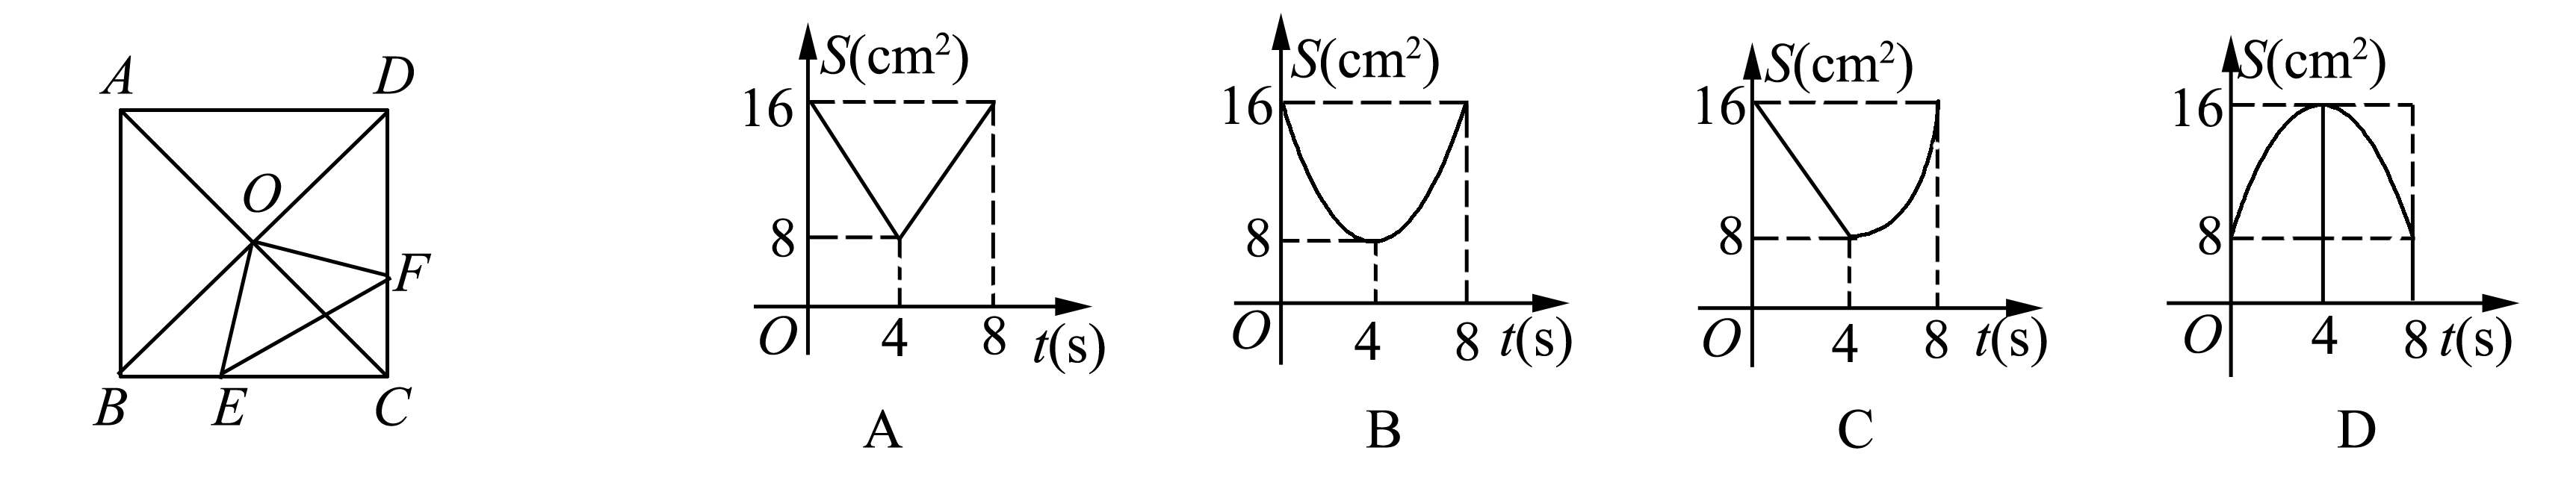 A D
O
F
B E C
S(cm²)
16
8
O 4 8 t(s)
A
S(cm²)
16
8
O 4 8 t(s)
B
S(cm²)
16
8
O 4 8 t(s)
C
S(cm²)
16
8
O 4 8 t(s)
D